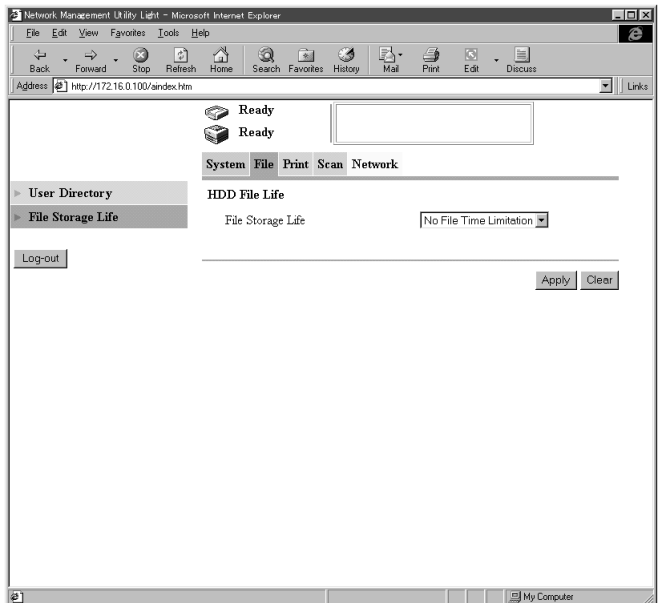 Network Management Utility Light - Microsoft Internet Explorer
File Edit View Favorites Tools Help
Back Forward Stop Refresh Home Search Favorites History Mail Print Edit Discuss
Address http://172.16.0.100/aindex.htm Links
Ready
Ready
System File Print Scan Network
User Directory
File Storage Life
Log-out
HDD File Life
File Storage Life No File Time Limitation
Apply Clear
My Computer